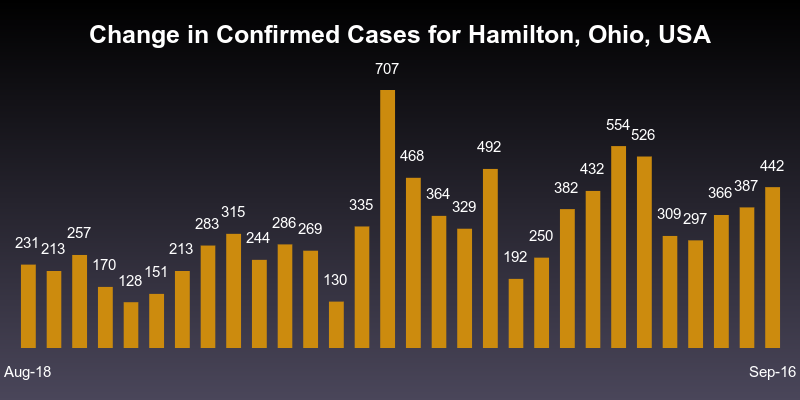 Change in Confirmed Cases for Hamilton, Ohio, USA
231 213 257 170 128 151 213 283 315 244 286 269 130 335 707 468 364 329 492 192 250 382 432 554 526 309 297 366 387 442
Aug-18 Sep-16